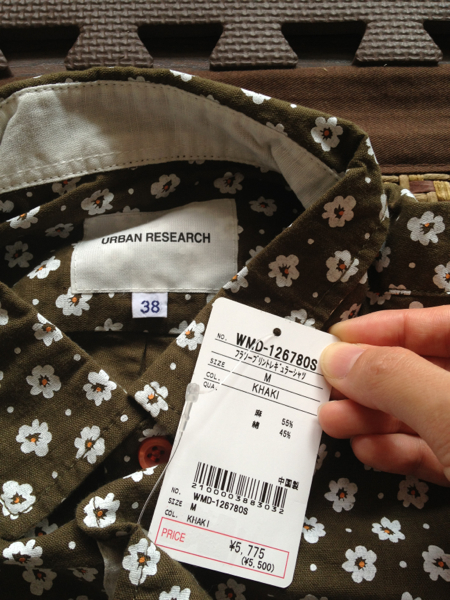 URBAN RESEARCH
38
NO. WMD-126780S
フラワープリントレギュラーシャツ
SIZE M
COL. KHAKI
QUA.
麻 55%
綿 45%
中国製
2100003883032
NO. WMD-126780S
SIZE M
COL. KHAKI
PRICE
¥5,775
(¥5,500)